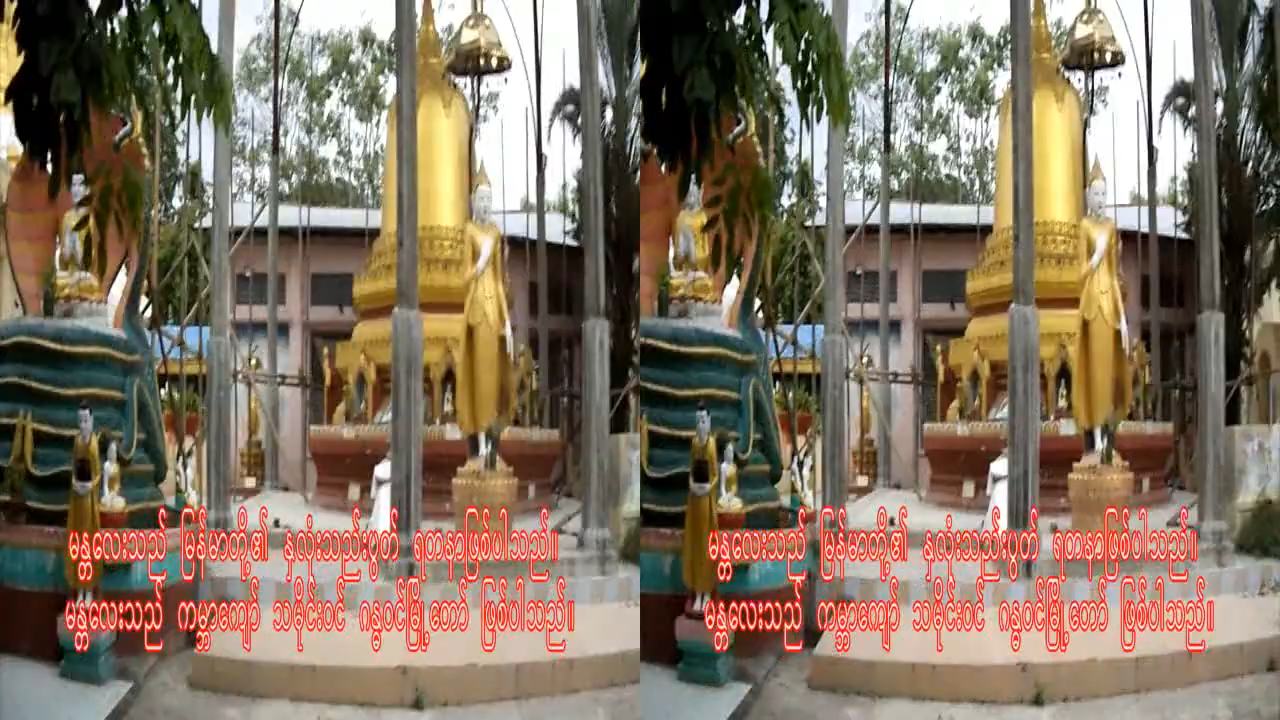 မန္တလေးသည် မြန်မာတို့၏ နှလုံးသည်းပွတ် ရတနာဖြစ်ပါသည်။ မန္တလေးသည် မြန်မာတို့၏ နှလုံးသည်းပွတ် ရတနာဖြစ်ပါသည်။
မန္တလေးသည် ကမ္ဘာကျော် သမိုင်းဝင် ဂန္ဓဝင်မြို့တော် ဖြစ်ပါသည်။ မန္တလေးသည် ကမ္ဘာကျော် သမိုင်းဝင် ဂန္ဓဝင်မြို့တော် ဖြစ်ပါသည်။